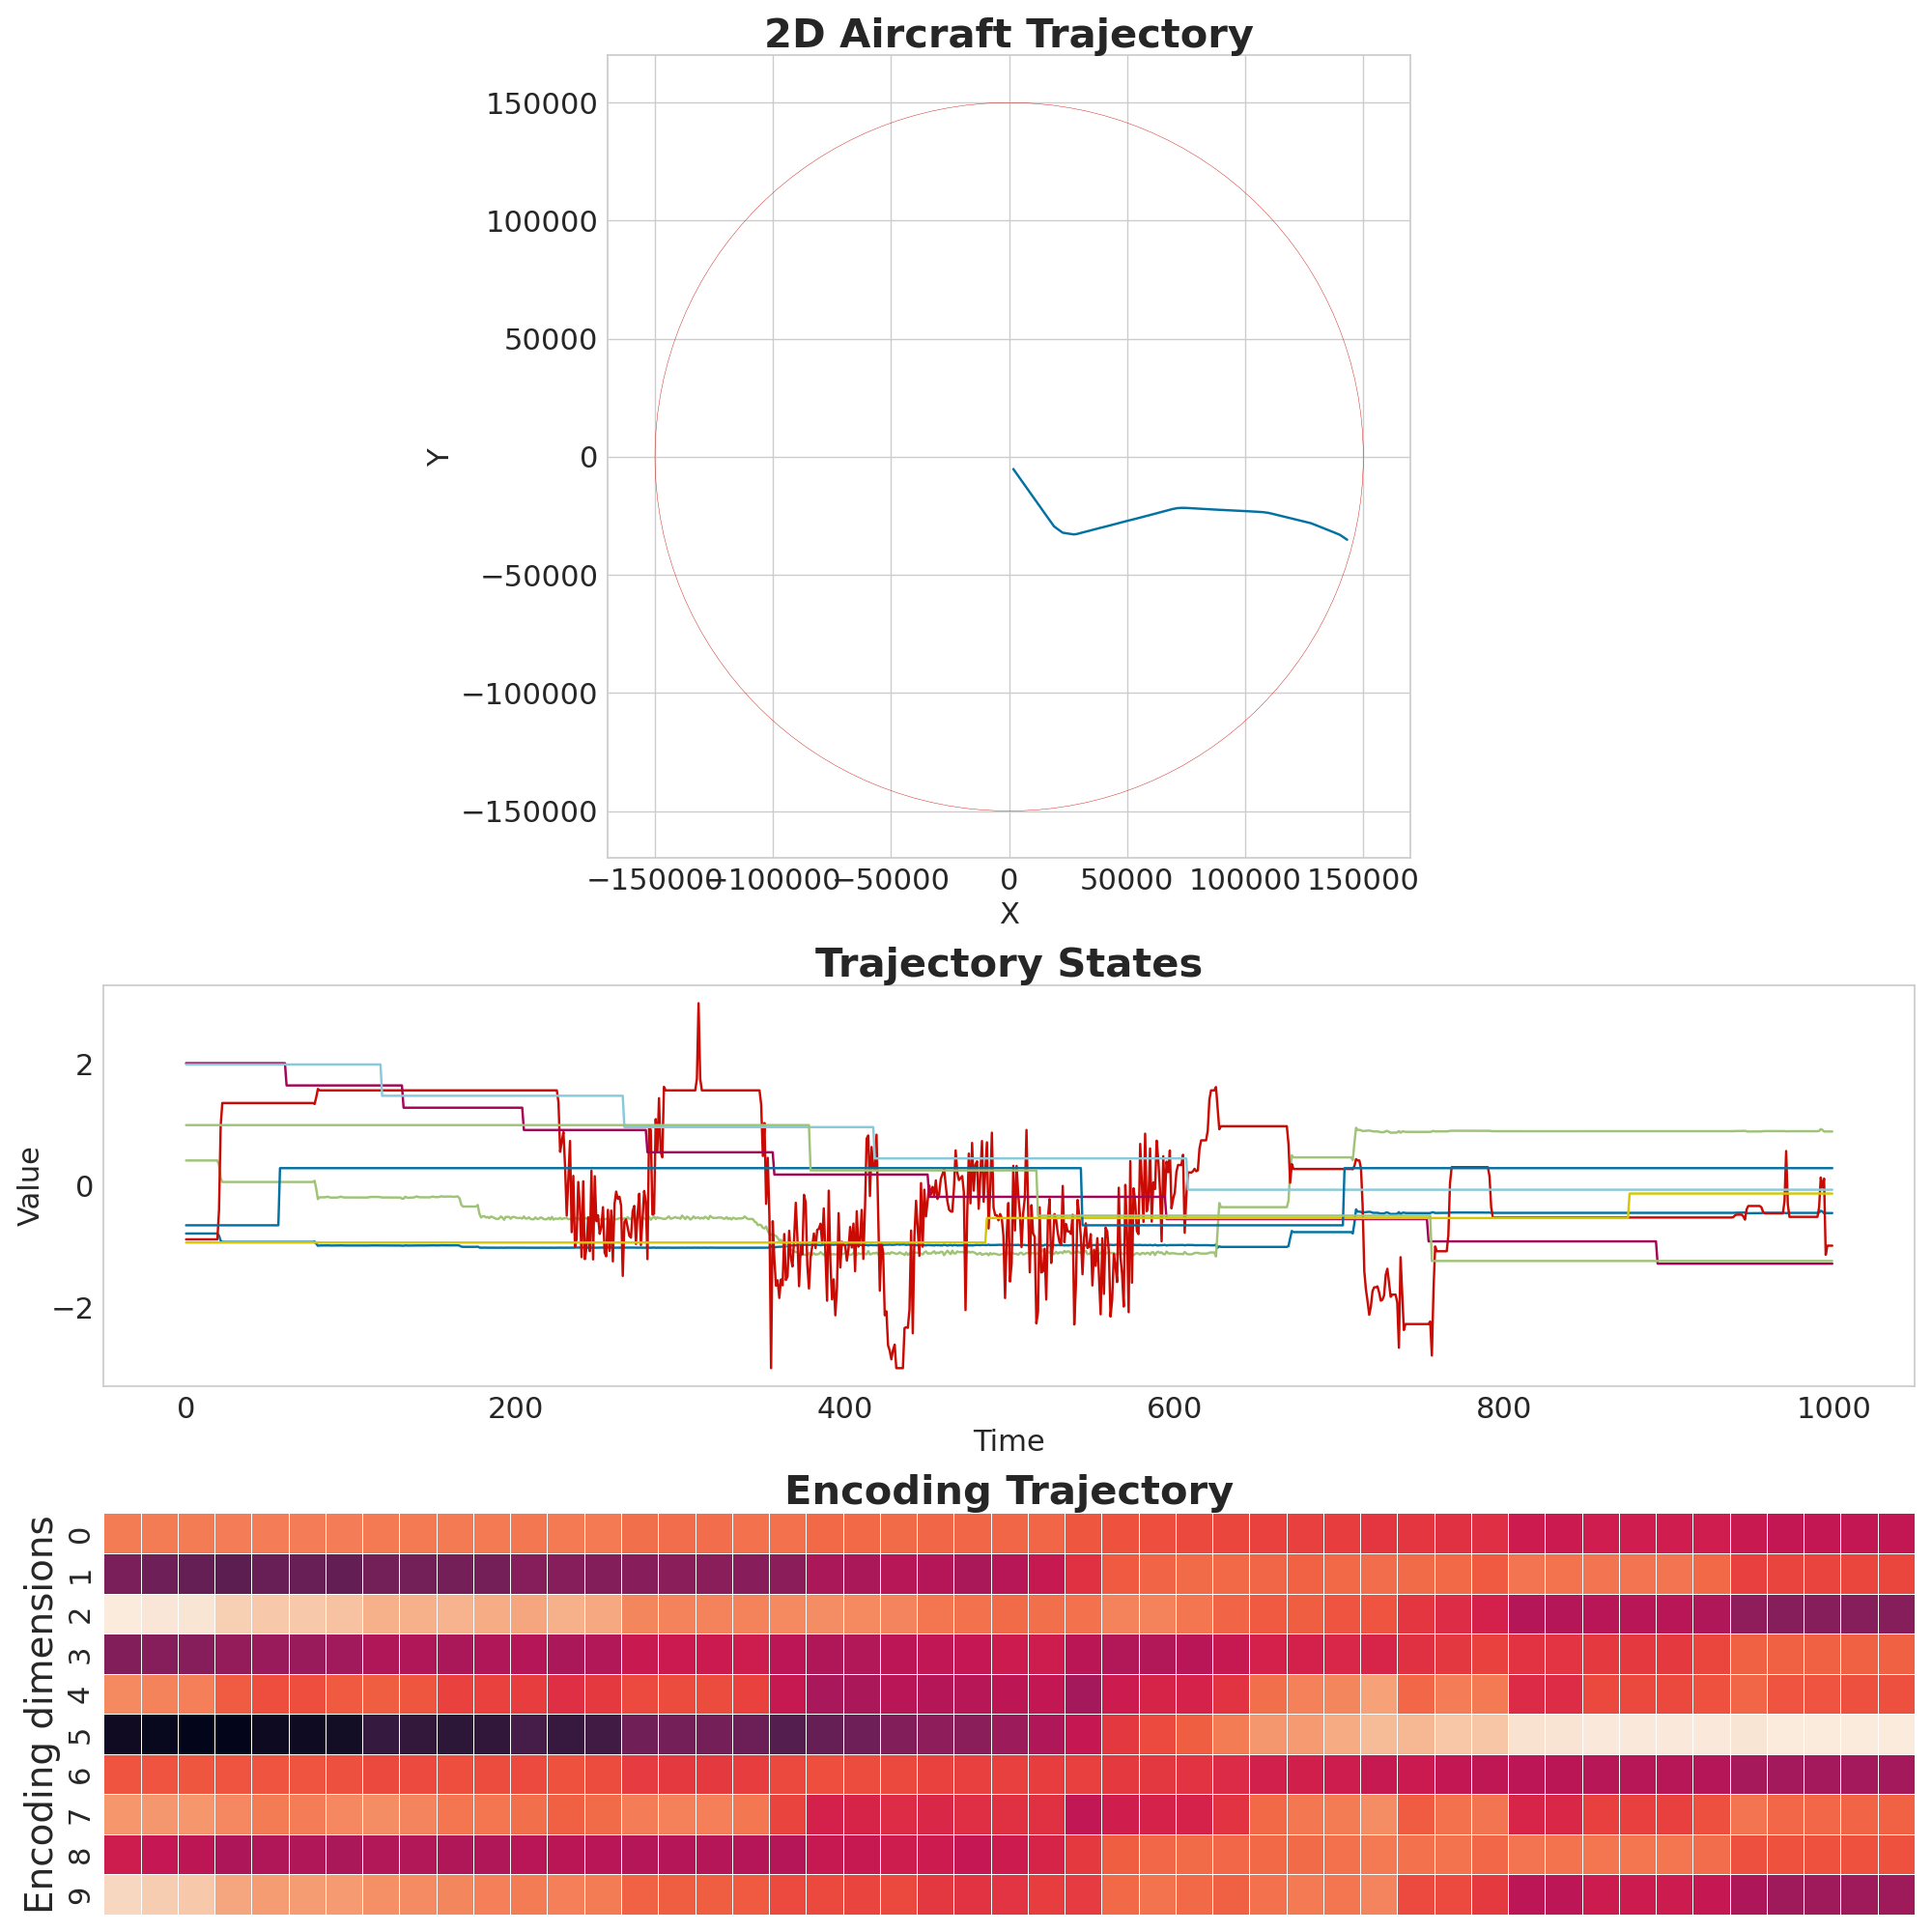 2D Aircraft Trajectory
150000
100000
50000
0
−50000
−100000
−150000
Y
−150000 −100000 −50000 0 50000 100000 150000
X
Trajectory States
2
0
−2
Value
0 200 400 600 800 1000
Time
Encoding Trajectory
Encoding dimensions
0
1
2
3
4
5
6
7
8
9